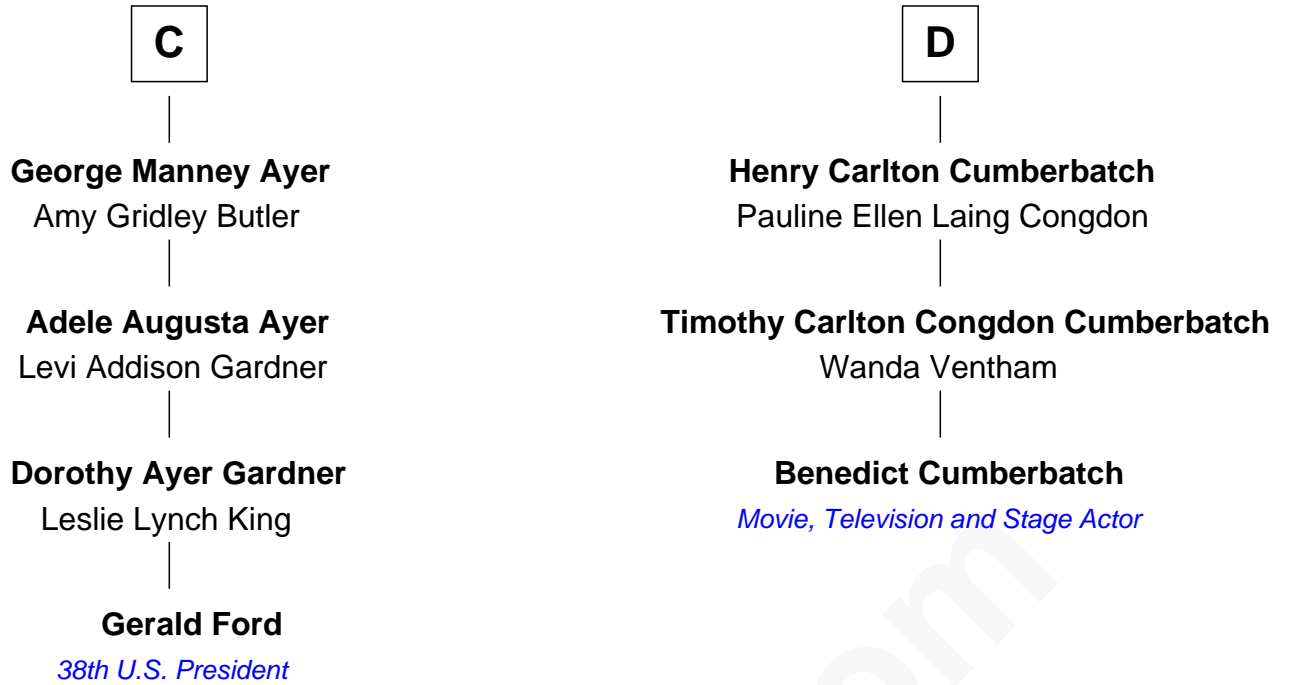 C
George Manney Ayer
Amy Gridley Butler
Adele Augusta Ayer
Levi Addison Gardner
Dorothy Ayer Gardner
Leslie Lynch King
Gerald Ford
38th U.S. President
D
Henry Carlton Cumberbatch
Pauline Ellen Laing Congdon
Timothy Carlton Congdon Cumberbatch
Wanda Ventham
Benedict Cumberbatch
Movie, Television and Stage Actor